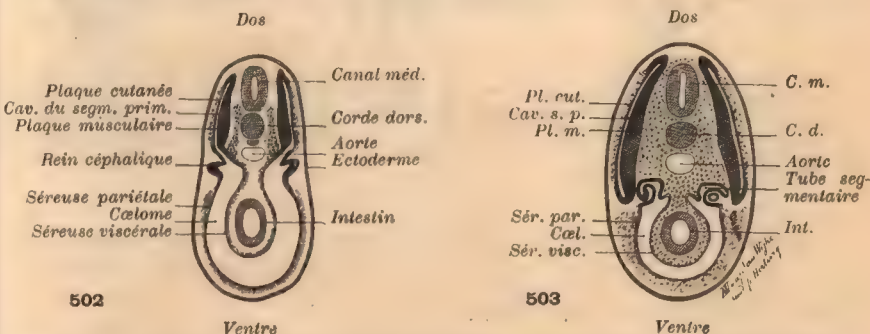 Dos
Plaque cutanée
Cav. du segm. prim.
Plaque musculaire
Rein céphalique
Séreuse pariétale
Cœlome
Séreuse viscérale
Canal méd.
Corde dors.
Aorte
Ectoderme
Intestin
502
Ventre
Dos
Pl. cut.
Cav. s. p.
Pl. m.
Sér. par.
Cœl.
Sér. visc.
C. m.
C. d.
Aorte
Tube seg-
mentaire
Int.
503
Ventre